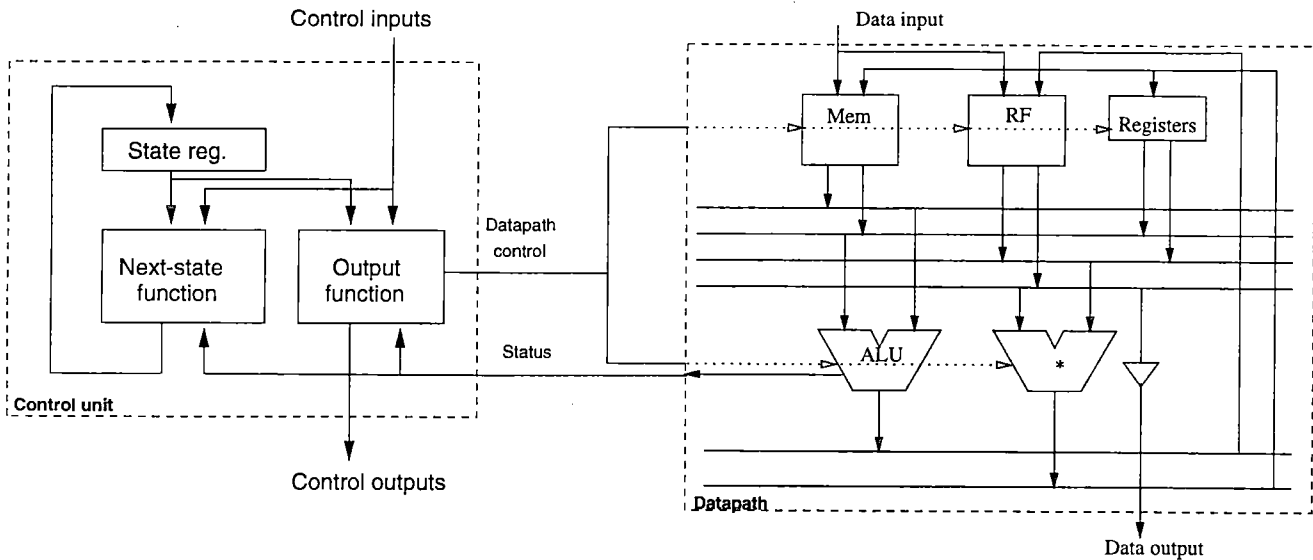 Control inputs
State reg.
Next-state
function
Output
function
Control unit
Control outputs
Datapath
control
Status
Data input
Mem
RF
Registers
ALU
*
Datapath
Data output